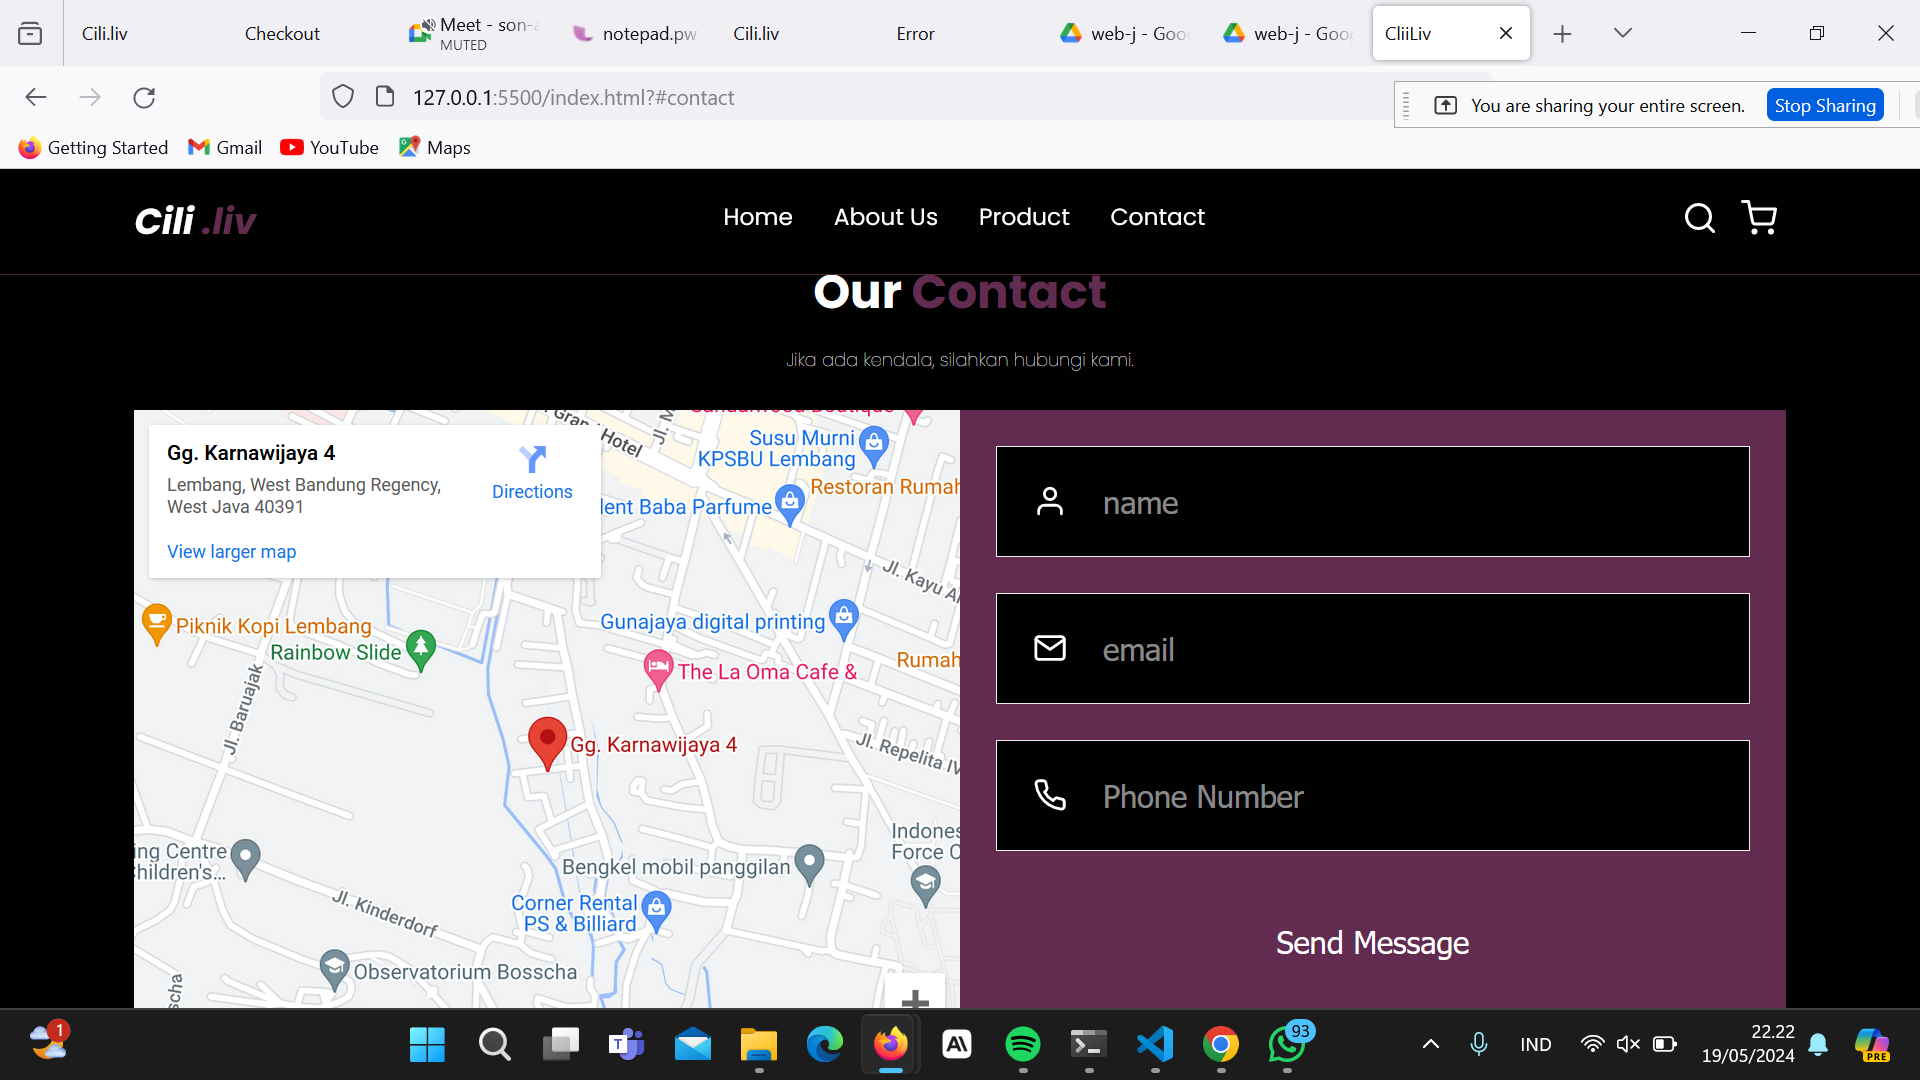 Cili.liv
Checkout
Meet - son-
MUTED
notepad.pw
Cili.liv
Error
web-j - Goo
web-j - Goo
CliiLiv
127.0.0.1:5500/index.html?#contact
You are sharing your entire screen.
Stop Sharing
Getting Started
Gmail
YouTube
Maps
Cili .liv
Home
About Us
Product
Contact
Our Contact
Jika ada kendala, silahkan hubungi kami.
Gg. Karnawijaya 4
Lembang, West Bandung Regency,
West Java 40391
Directions
View larger map
Grand Hotel
Susu Murni
KPSBU Lembang
Restoran Rumah
lent Baba Parfume
Jl. Kayu A
Piknik Kopi Lembang
Rainbow Slide
Gunajaya digital printing
The La Oma Cafe &
Rumah
Jl. Baruajak
Gg. Karnawijaya 4
Jl. Repelita IV
ing Centre
Children's...
Bengkel mobil panggilan
Indones
Force C
Jl. Kinderdorf
Corner Rental
PS & Billiard
Observatorium Bosscha
scha
name
email
Phone Number
Send Message
1
93
IND
22.22
19/05/2024
PRE